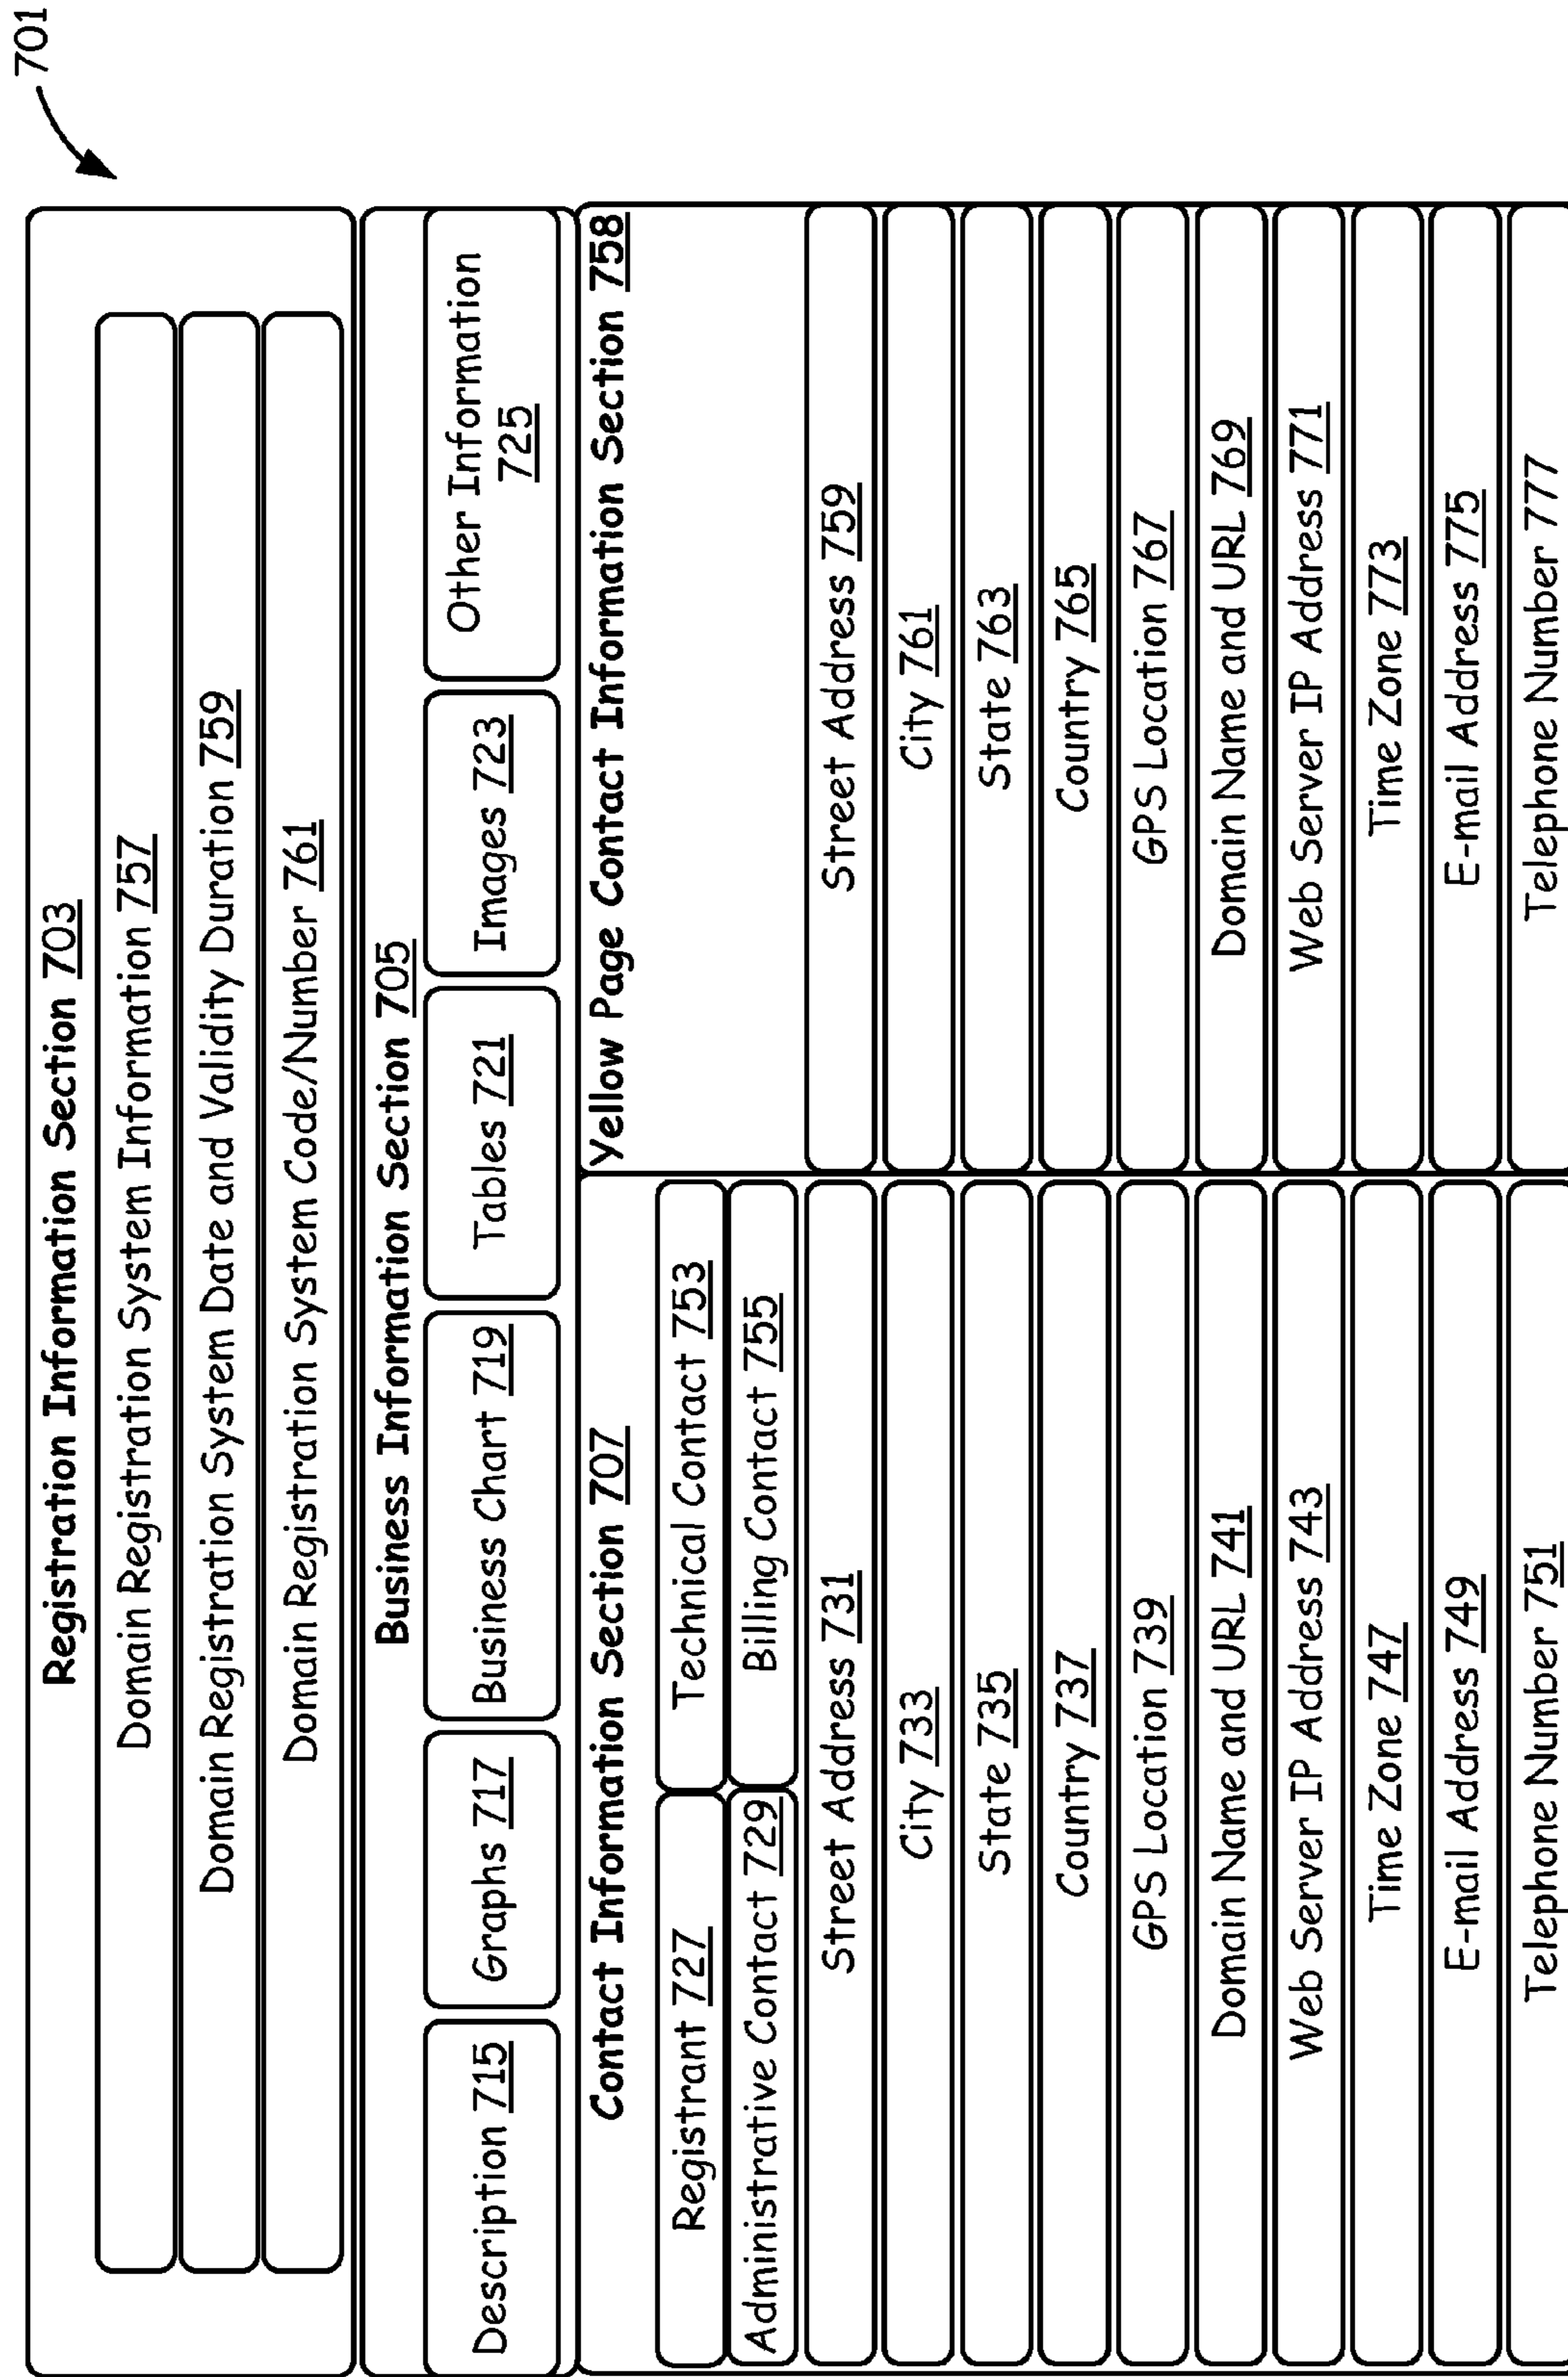 701
Registration Information Section 703
Domain Registration System Information 757
Domain Registration System Date and Validity Duration 759
Domain Registration System Code/Number 761
Business Information Section 705
Description 715
Graphs 717
Business Chart 719
Tables 721
Images 723
Other Information
725
Contact Information Section 707
Registrant 727
Technical Contact 753
Administrative Contact 729
Billing Contact 755
Street Address 731
City 733
State 735
Country 737
GPS Location 739
Domain Name and URL 741
Web Server IP Address 743
Time Zone 747
E-mail Address 749
Telephone Number 751
Yellow Page Contact Information Section 758
Street Address 759
City 761
State 763
Country 765
GPS Location 767
Domain Name and URL 769
Web Server IP Address 771
Time Zone 773
E-mail Address 775
Telephone Number 777